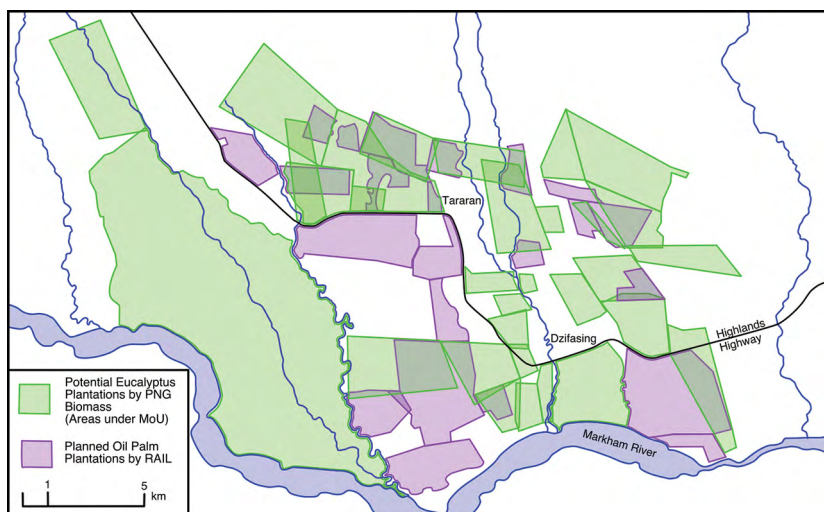 Tararan
Dzifasing
Highlands
Highway
Markham River
Potential Eucalyptus
Plantations by PNG
Biomass
(Areas under MoU)
Planned Oil Palm
Plantations by RAIL
1 5
km